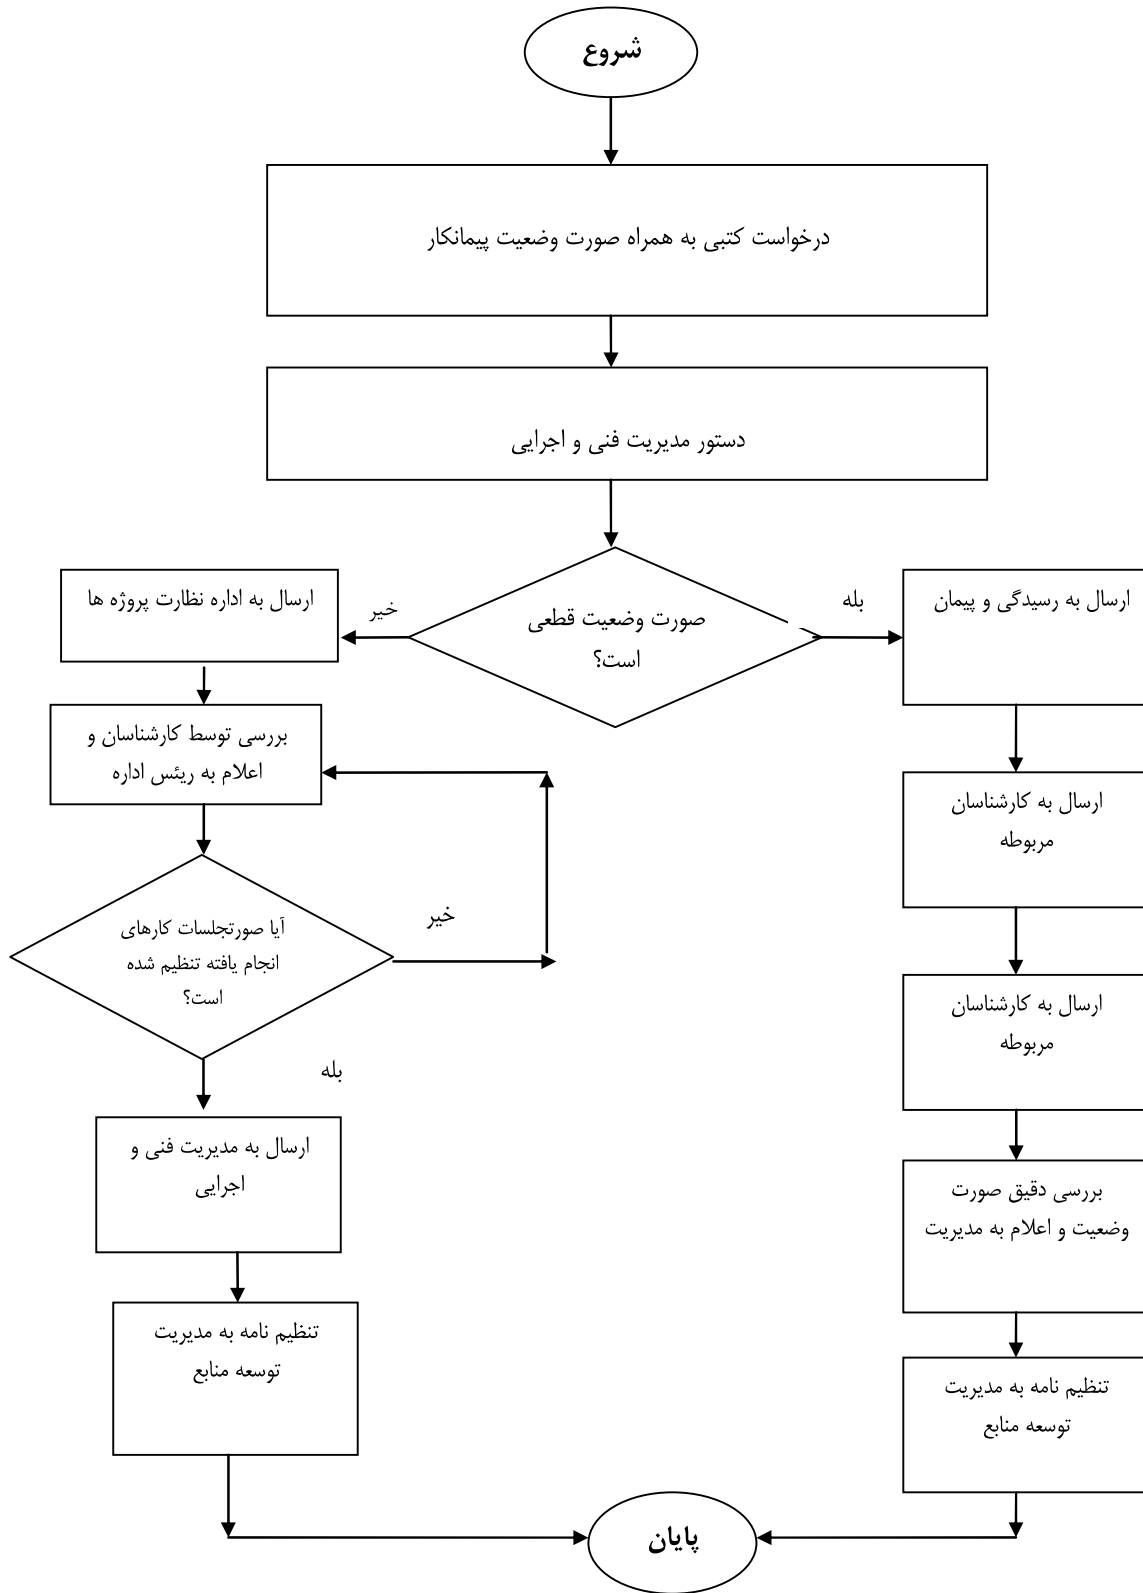 شروع
درخواست کتبی به همراه صورت وضعیت پیمانکار
دستور مدیریت فنی و اجرایی
صورت وضعیت قطعی
است؟
بله
ارسال به رسیدگی و پیمان
ارسال به کارشناسان
مربوطه
ارسال به کارشناسان
مربوطه
بررسی دقیق صورت
وضعیت و اعلام به مدیریت
تنظیم نامه به مدیریت
توسعه منابع
خیر
ارسال به اداره نظارت پروژه ها
بررسی توسط کارشناسان و
اعلام به ریئس اداره
آیا صورتجلسات کارهای
انجام یافته تنظیم شده
است؟
خیر
بله
ارسال به مدیریت فنی و
اجرایی
تنظیم نامه به مدیریت
توسعه منابع
پایان